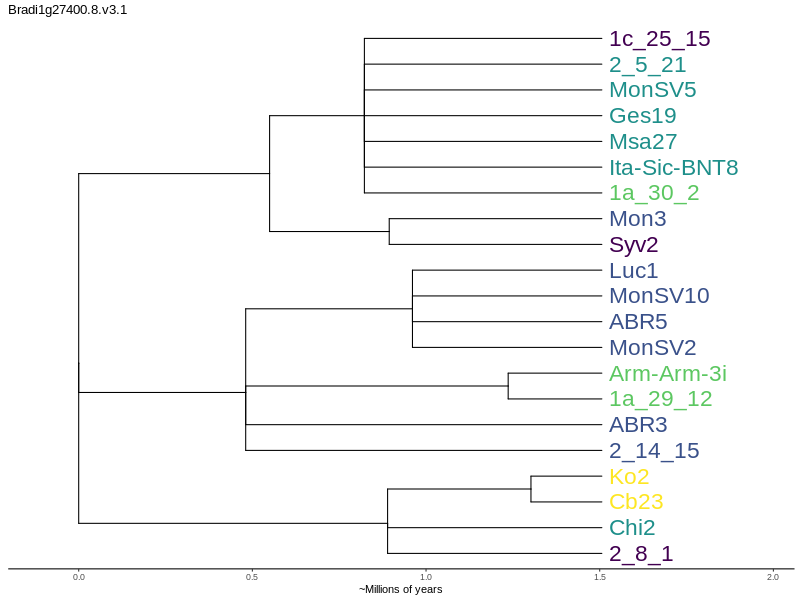 Bradi1g27400.8.v3.1
1c_25_15
2_5_21
MonSV5
Ges19
Msa27
Ita-Sic-BNT8
1a_30_2
Mon3
Syv2
Luc1
MonSV10
ABR5
MonSV2
Arm-Arm-3i
1a_29_12
ABR3
2_14_15
Ko2
Cb23
Chi2
2_8_1
0.0 0.5 1.0 1.5 2.0
~Millions of years